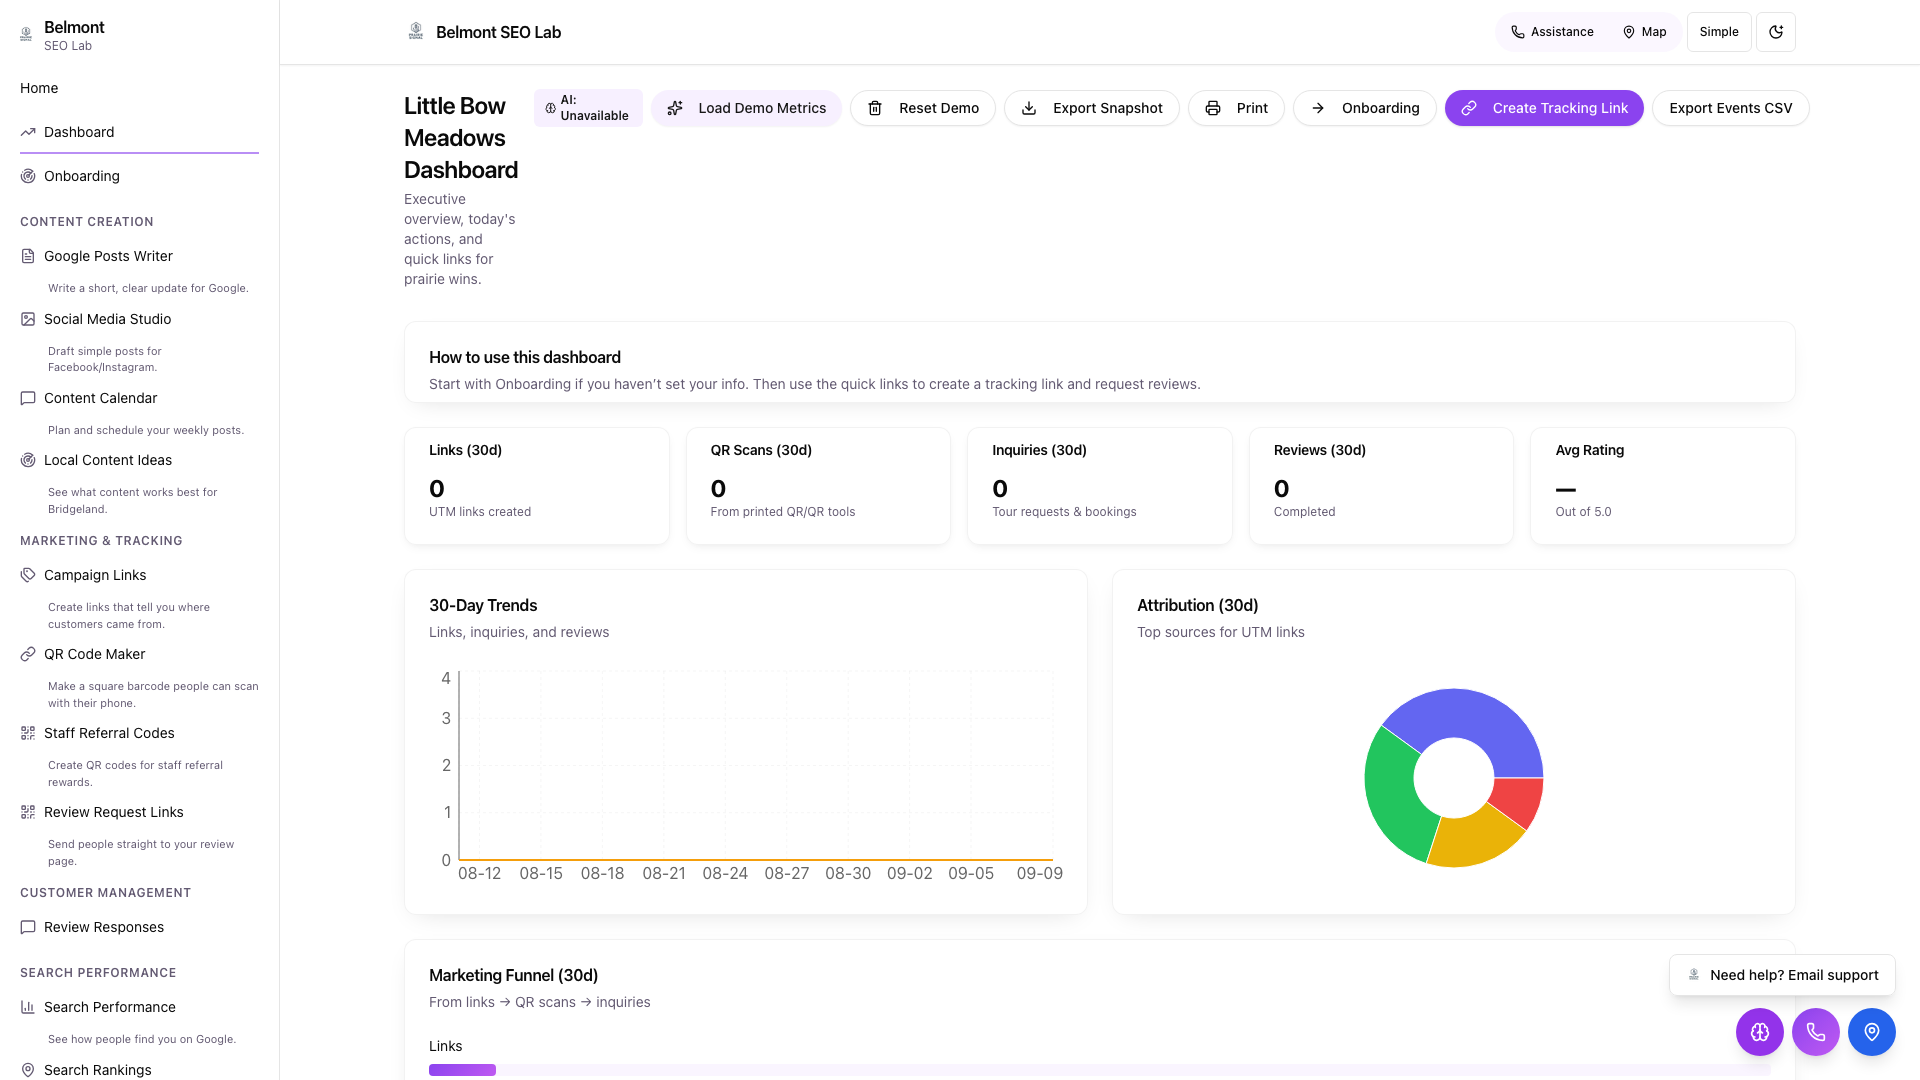 Belmont
SEO Lab
Home
Dashboard
Onboarding
CONTENT CREATION
Google Posts Writer
Write a short, clear update for Google.
Social Media Studio
Draft simple posts for
Facebook/Instagram.
Content Calendar
Plan and schedule your weekly posts.
Local Content Ideas
See what content works best for
Bridgeland.
MARKETING & TRACKING
Campaign Links
Create links that tell you where
customers came from.
QR Code Maker
Make a square barcode people can scan
with their phone.
Staff Referral Codes
Create QR codes for staff referral
rewards.
Review Request Links
Send people straight to your review
page.
CUSTOMER MANAGEMENT
Review Responses
SEARCH PERFORMANCE
Search Performance
See how people find you on Google.
Search Rankings
Belmont SEO Lab
Assistance
Map
Simple
Little Bow
Meadows
Dashboard
Executive
overview, today's
actions, and
quick links for
prairie wins.
AI:
Unavailable
Load Demo Metrics
Reset Demo
Export Snapshot
Print
Onboarding
Create Tracking Link
Export Events CSV
How to use this dashboard
Start with Onboarding if you haven’t set your info. Then use the quick links to create a tracking link and request reviews.
Links (30d)
0
UTM links created
QR Scans (30d)
0
From printed QR/QR tools
Inquiries (30d)
0
Tour requests & bookings
Reviews (30d)
0
Completed
Avg Rating
—
Out of 5.0
30-Day Trends
Links, inquiries, and reviews
4
3
2
1
0
08-12 08-15 08-18 08-21 08-24 08-27 08-30 09-02 09-05 09-09
Attribution (30d)
Top sources for UTM links
Marketing Funnel (30d)
From links → QR scans → inquiries
Links
Need help? Email support